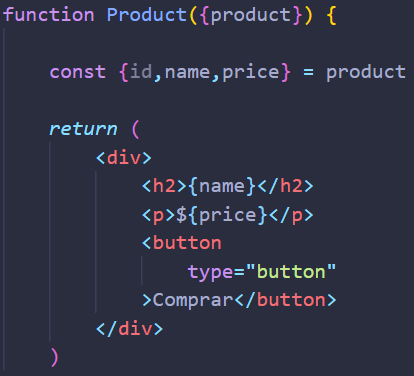 function Product({product}) {
const {id,name,price} = product
return (
<div>
<h2>{name}</h2>
<p>${price}</p>
<button
type="button"
>Comprar</button>
</div>
)